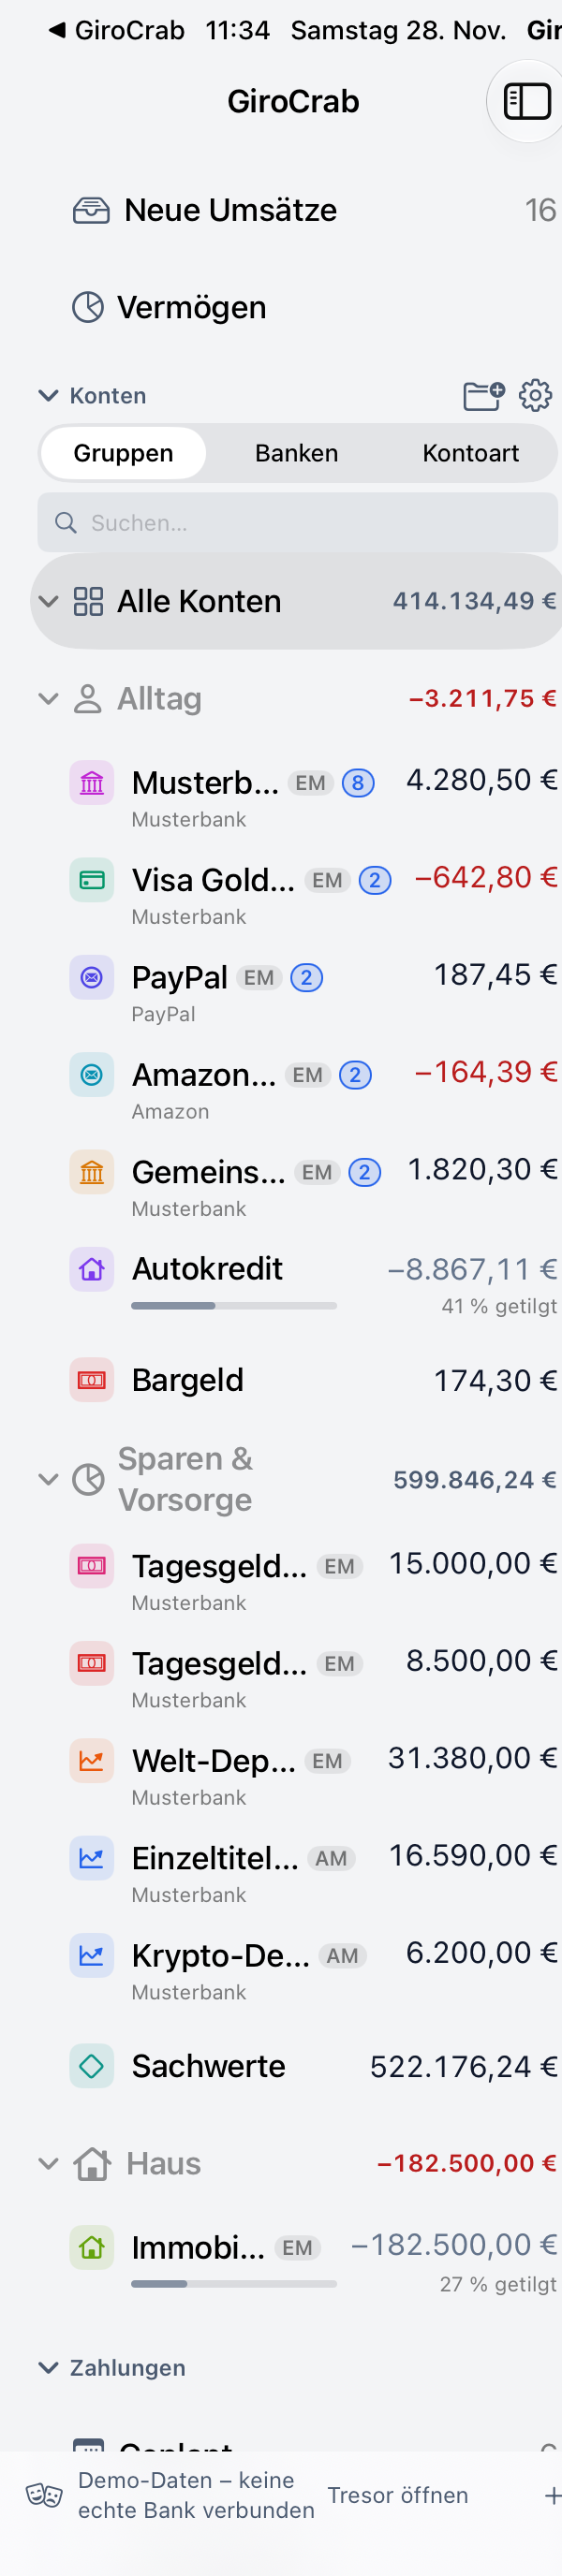 ◀ GiroCrab 11:34 Samstag 28. Nov. Gir
GiroCrab
Neue Umsätze 16
Vermögen
Konten
Gruppen Banken Kontoart
Suchen...
Alle Konten 414.134,49 €
Alltag −3.211,75 €
Musterb... EM 8 4.280,50 €
Musterbank
Visa Gold... EM 2 −642,80 €
Musterbank
PayPal EM 2 187,45 €
PayPal
Amazon... EM 2 −164,39 €
Amazon
Gemeins... EM 2 1.820,30 €
Musterbank
Autokredit −8.867,11 €
41 % getilgt
Bargeld 174,30 €
Sparen &
Vorsorge 599.846,24 €
Tagesgeld... EM 15.000,00 €
Musterbank
Tagesgeld... EM 8.500,00 €
Musterbank
Welt-Dep... EM 31.380,00 €
Musterbank
Einzeltitel... AM 16.590,00 €
Musterbank
Krypto-De... AM 6.200,00 €
Musterbank
Sachwerte 522.176,24 €
Haus −182.500,00 €
Immobi... EM −182.500,00 €
27 % getilgt
Zahlungen
Geplant
Demo-Daten – keine
echte Bank verbunden Tresor öffnen +